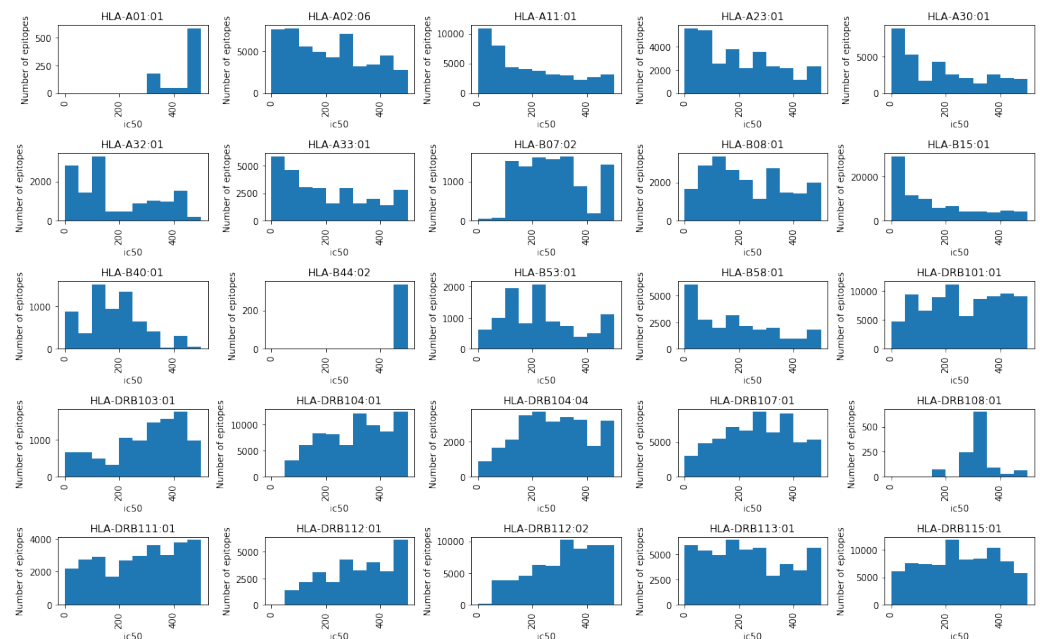 HLA-A01:01
Number of epitopes
500
250
0
0
200
400
ic50
HLA-A02:06
Number of epitopes
5000
0
0
200
400
ic50
HLA-A11:01
Number of epitopes
10000
5000
0
0
200
400
ic50
HLA-A23:01
Number of epitopes
4000
2000
0
0
200
400
ic50
HLA-A30:01
Number of epitopes
7500
5000
2500
0
0
200
400
ic50
HLA-A32:01
Number of epitopes
2000
0
0
200
400
ic50
HLA-A33:01
Number of epitopes
5000
2500
0
0
200
400
ic50
HLA-B07:02
Number of epitopes
1000
0
0
200
400
ic50
HLA-B08:01
Number of epitopes
2000
0
0
200
400
ic50
HLA-B15:01
Number of epitopes
20000
0
0
200
400
ic50
HLA-B40:01
Number of epitopes
1000
0
0
200
400
ic50
HLA-B44:02
Number of epitopes
200
0
0
200
400
ic50
HLA-B53:01
Number of epitopes
2000
1000
0
0
200
400
ic50
HLA-B58:01
Number of epitopes
5000
2500
0
0
200
400
ic50
HLA-DRB101:01
Number of epitopes
10000
5000
0
0
200
400
ic50
HLA-DRB103:01
Number of epitopes
1000
0
0
200
400
ic50
HLA-DRB104:01
Number of epitopes
10000
5000
0
0
200
400
ic50
HLA-DRB104:04
Number of epitopes
2000
0
0
200
400
ic50
HLA-DRB107:01
Number of epitopes
5000
0
0
200
400
ic50
HLA-DRB108:01
Number of epitopes
500
250
0
0
200
400
ic50
HLA-DRB111:01
Number of epitopes
4000
2000
0
0
200
400
ic50
HLA-DRB112:01
Number of epitopes
5000
2500
0
0
200
400
ic50
HLA-DRB112:02
Number of epitopes
10000
5000
0
0
200
400
ic50
HLA-DRB113:01
Number of epitopes
5000
2500
0
0
200
400
ic50
HLA-DRB115:01
Number of epitopes
10000
5000
0
0
200
400
ic50